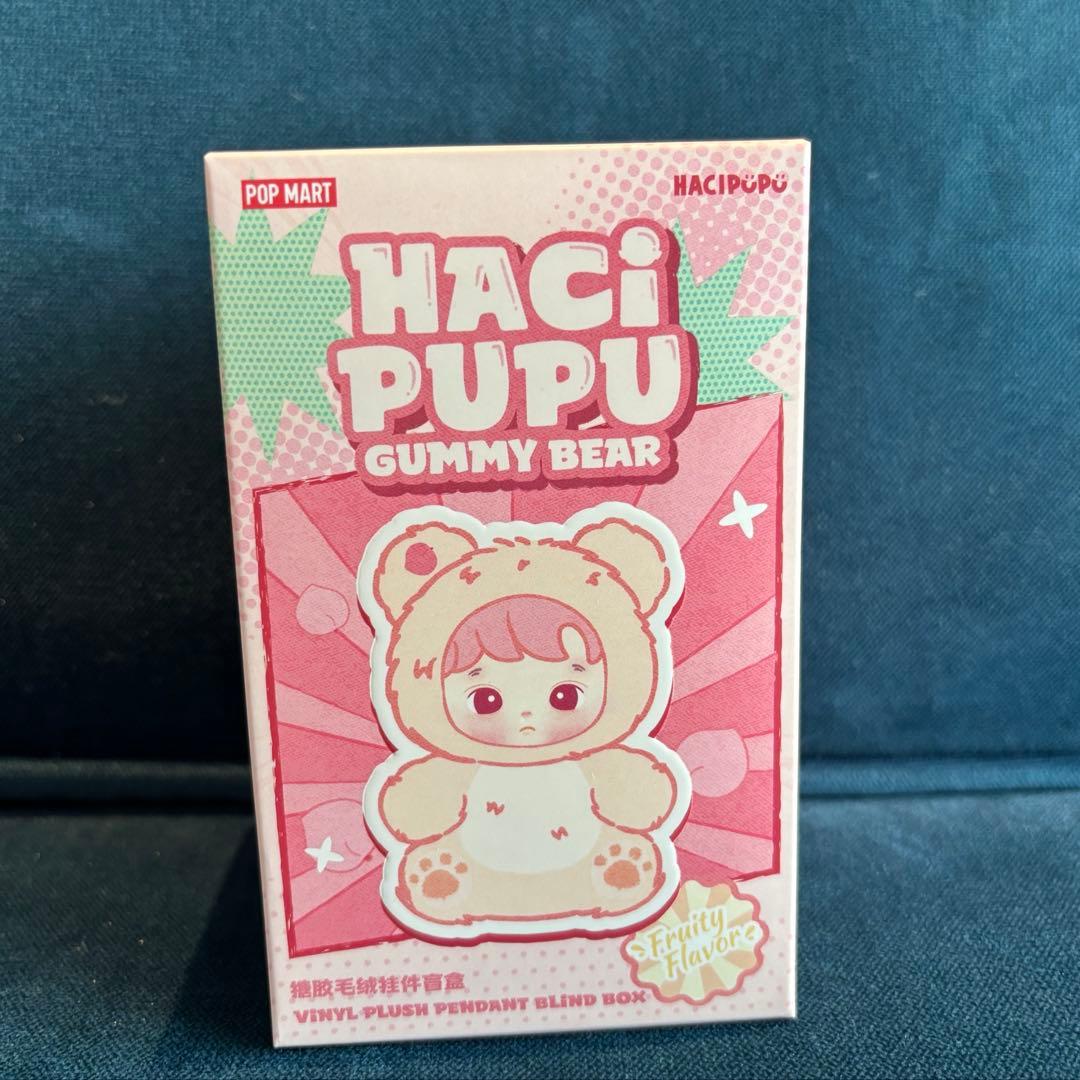 POP MART
HACIPÜPÜ
HACi
PUPU
GUMMY BEAR
Fruity
Flavor
搪胶毛绒挂件盲盒
ViNYL PLUSH PENDANT BLiND BOX